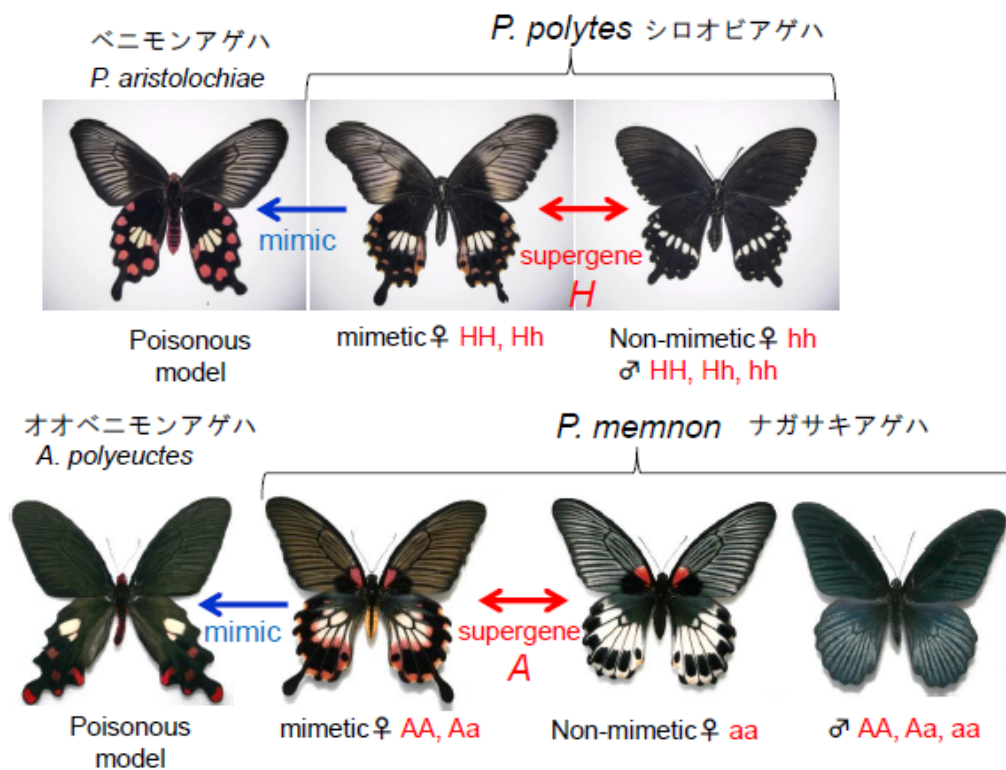 ベニモンアゲハ
P. aristolochiae
P. polytes シロオビアゲハ
mimic
supergene
H
Poisonous
model
mimetic♀ HH, Hh
Non-mimetic♀ hh
♂ HH, Hh, hh
オオベニモンアゲハ
A. polyeuctes
P. memnon ナガサキアゲハ
mimic
supergene
A
Poisonous
model
mimetic♀ AA, Aa
Non-mimetic♀ aa
♂ AA, Aa, aa